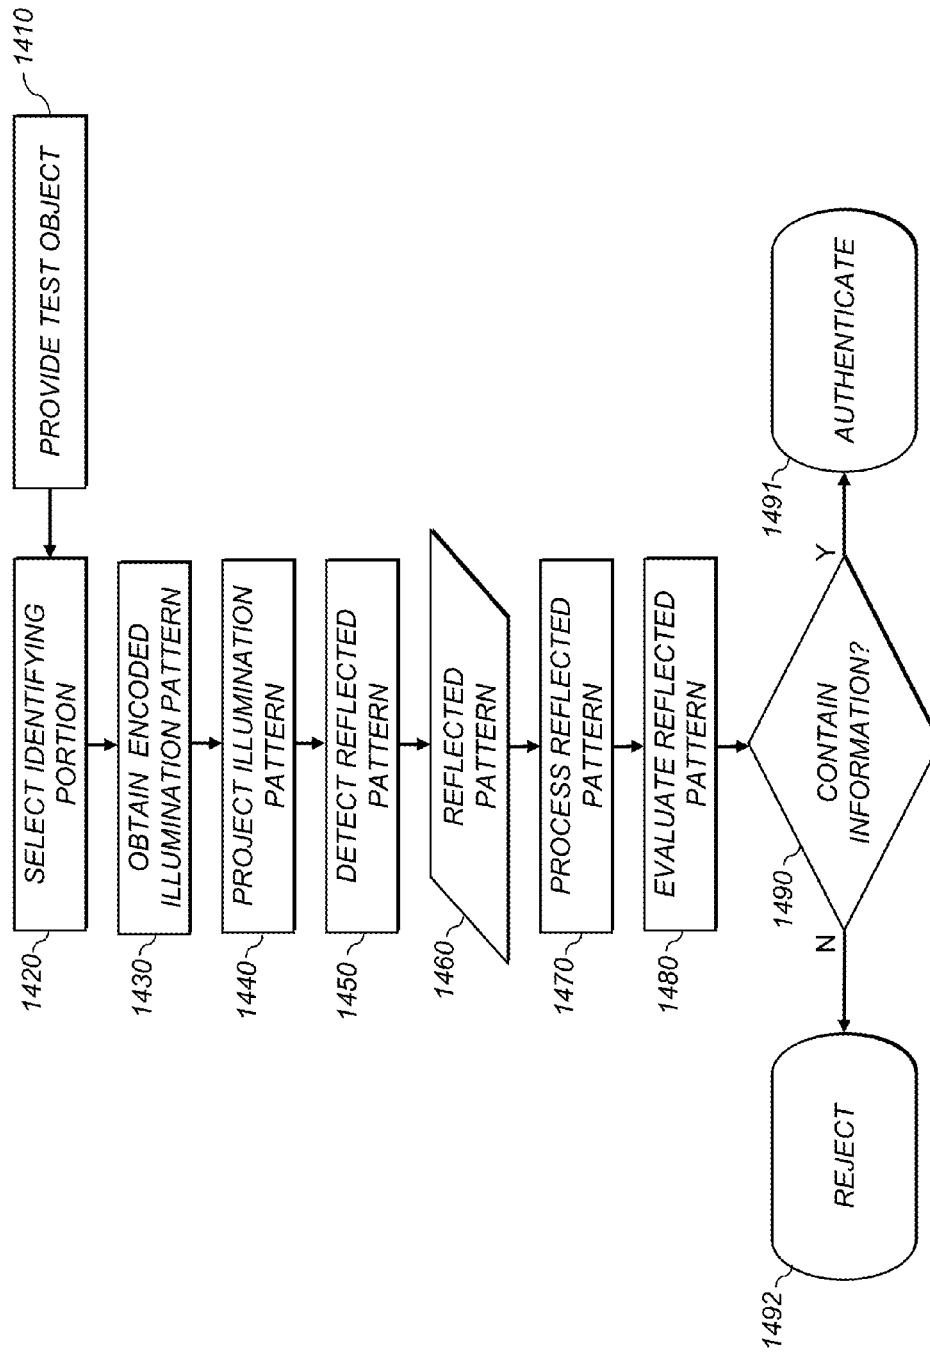 1410
PROVIDE TEST OBJECT
1420
SELECT IDENTIFYING
PORTION
1430
OBTAIN ENCODED
ILLUMINATION PATTERN
1440
PROJECT ILLUMINATION
PATTERN
1450
DETECT REFLECTED
PATTERN
1460
REFLECTED
PATTERN
1470
PROCESS REFLECTED
PATTERN
1480
EVALUATE REFLECTED
PATTERN
1490
CONTAIN
INFORMATION?
N
Y
1492
REJECT
1491
AUTHENTICATE